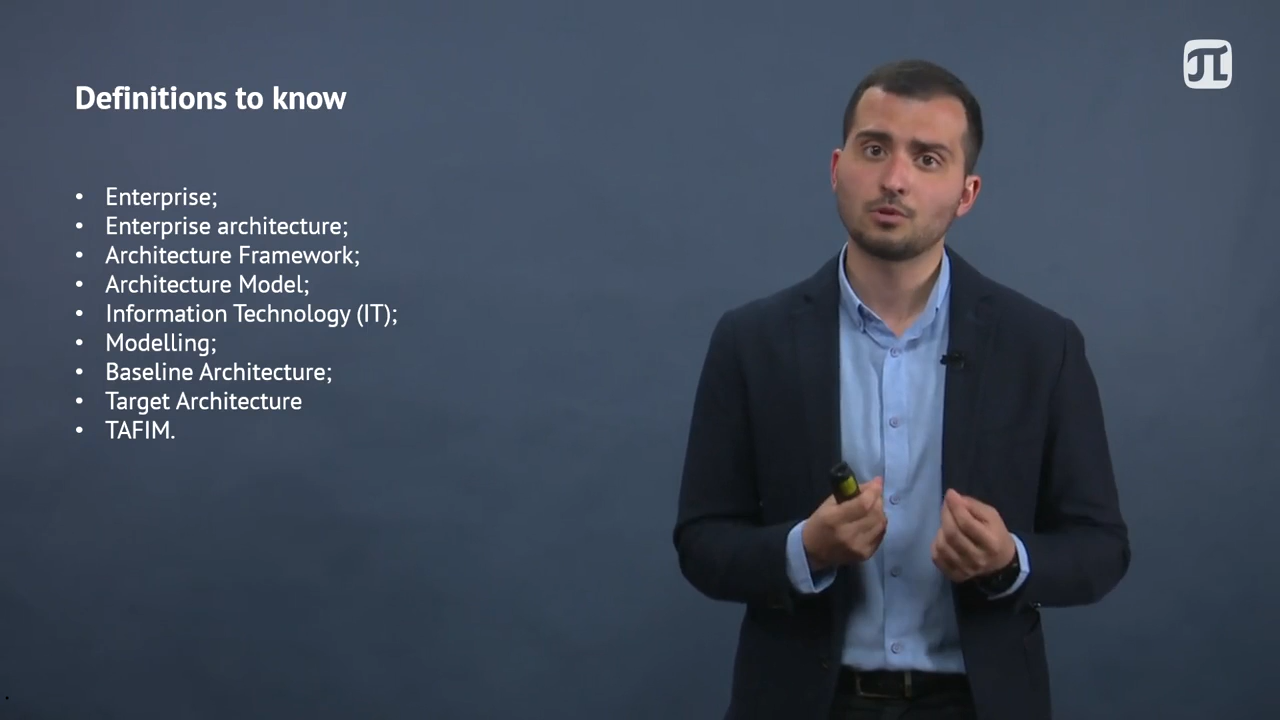 Definitions to know
• Enterprise;
• Enterprise architecture;
• Architecture Framework;
• Architecture Model;
• Information Technology (IT);
• Modelling;
• Baseline Architecture;
• Target Architecture
• TAFIM.